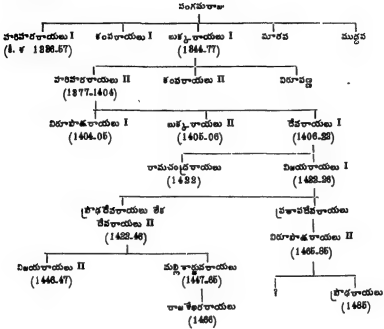 సంగమరాజు
హరిహరరాయలు I కంపరాయలు I బుక్కరాయలు I మారప ముద్దప
(క్రీ. శ 1336.57) (1344.77)
హరిహరరాయలు II కంపరాయలు II విరూపణ్ణ
(1377-1404)
విరూపాక్షరాయలు I బుక్కరాయలు II దేవరాయలు I
(1404.05) (1405.06) (1406.22)
రామచంద్రరాయలు విజయరాయలు I
(1422) (1422.26)
ప్రౌఢదేవరాయలు లేక ప్రతాపదేవరాయలు
దేవరాయలు II విరూపాక్షరాయలు II
(1422.46) (1465.85)
విజయరాయలు II మల్లికార్జునరాయలు ? ప్రౌఢరాయలు
(1446.47) (1447.65) (1485)
రాజశేఖరరాయలు
(1466)